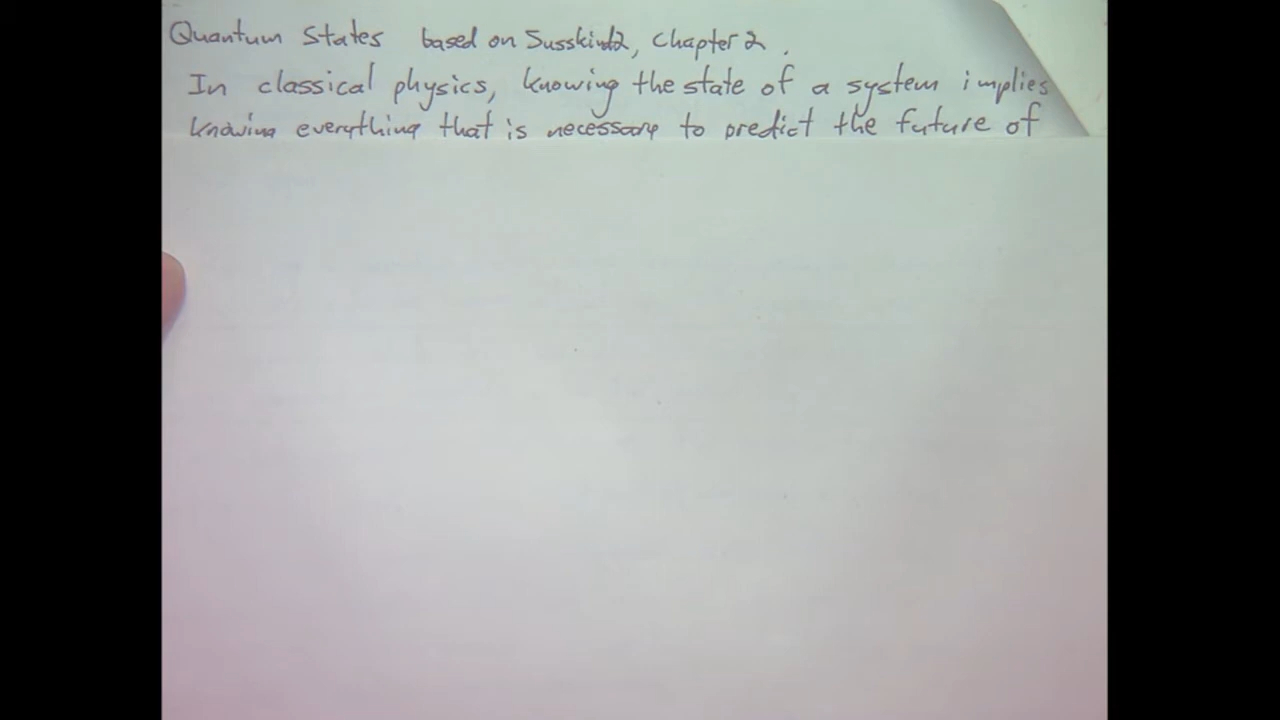 Quantum States based on Susskind2, Chapter 2.
In classical physics, knowing the state of a system implies
knowing everything that is necessary to predict the future of